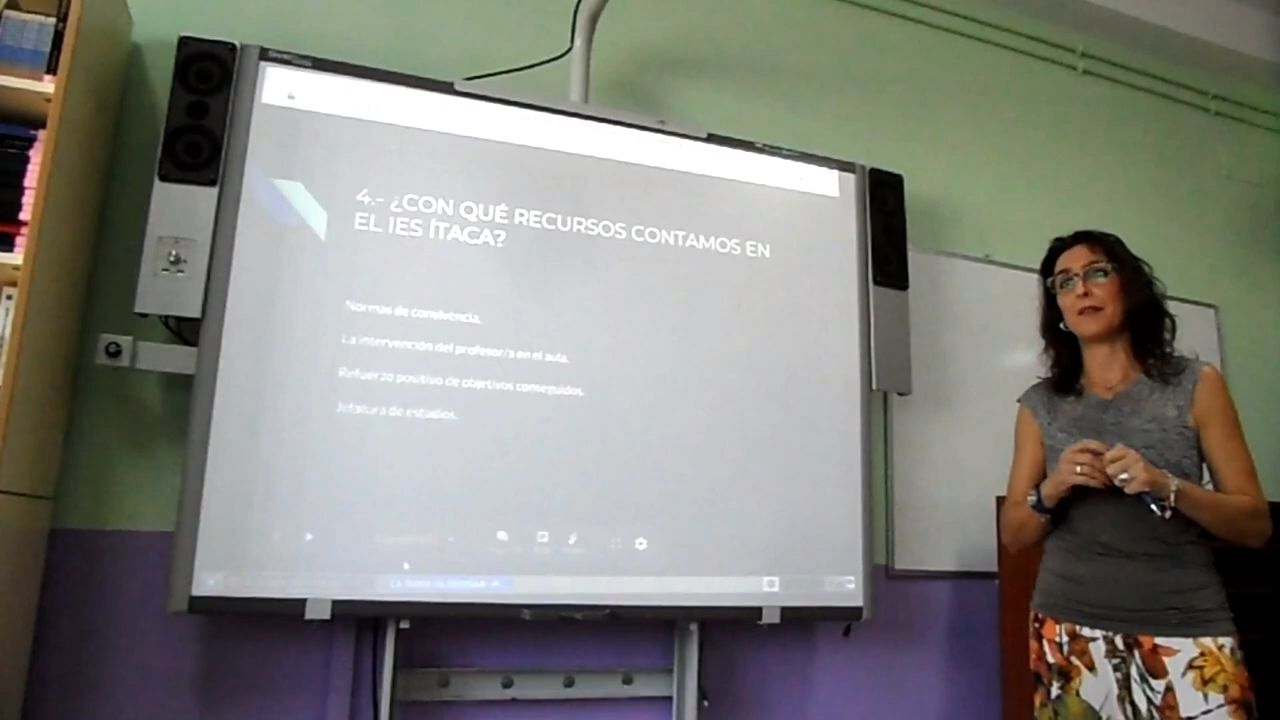 4.- ¿CON QUÉ RECURSOS CONTAMOS EN
EL IES ÍTACA?
Normas de convivencia.
La intervención del profesor/a en el aula.
Refuerzo positivo de objetivos conseguidos.
Jefatura de estudios.